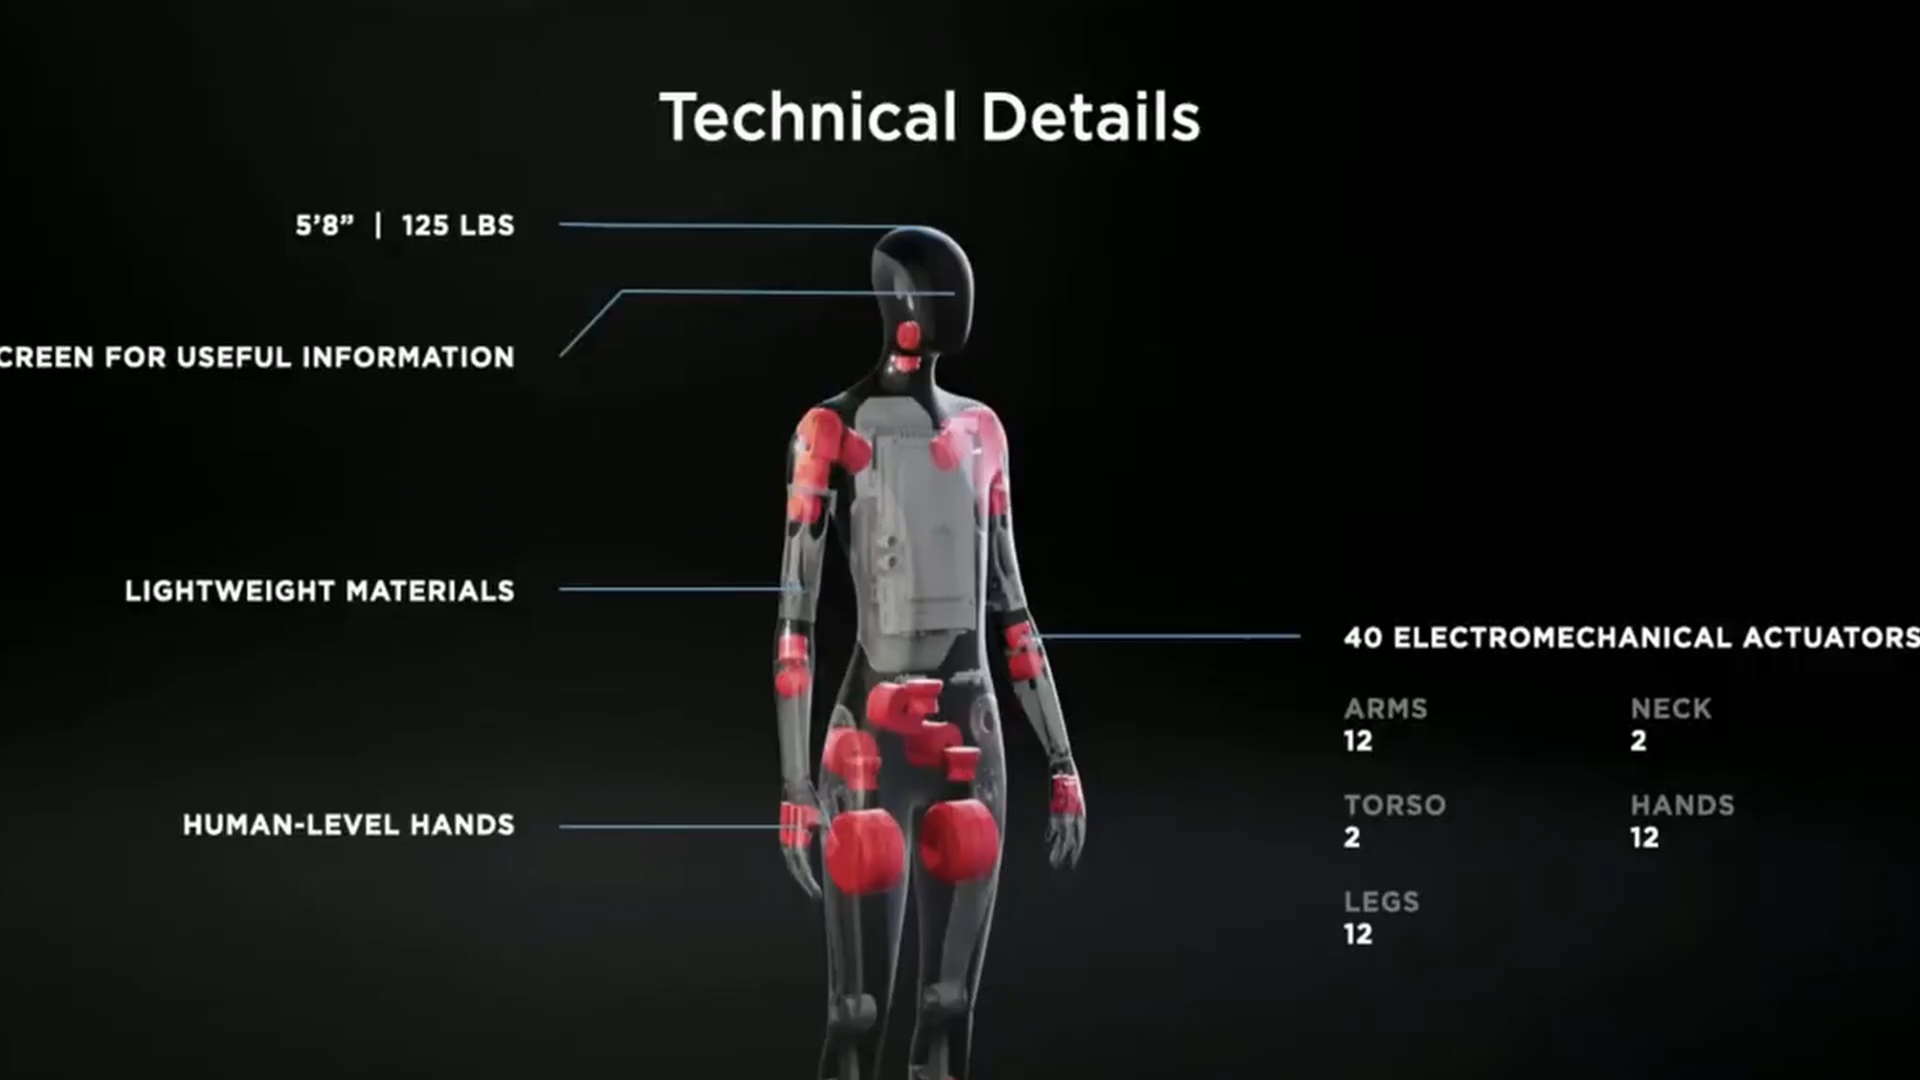 Technical Details
5’8” | 125 LBS
CREEN FOR USEFUL INFORMATION
LIGHTWEIGHT MATERIALS
HUMAN-LEVEL HANDS
40 ELECTROMECHANICAL ACTUATORS
ARMS
12
NECK
2
TORSO
2
HANDS
12
LEGS
12